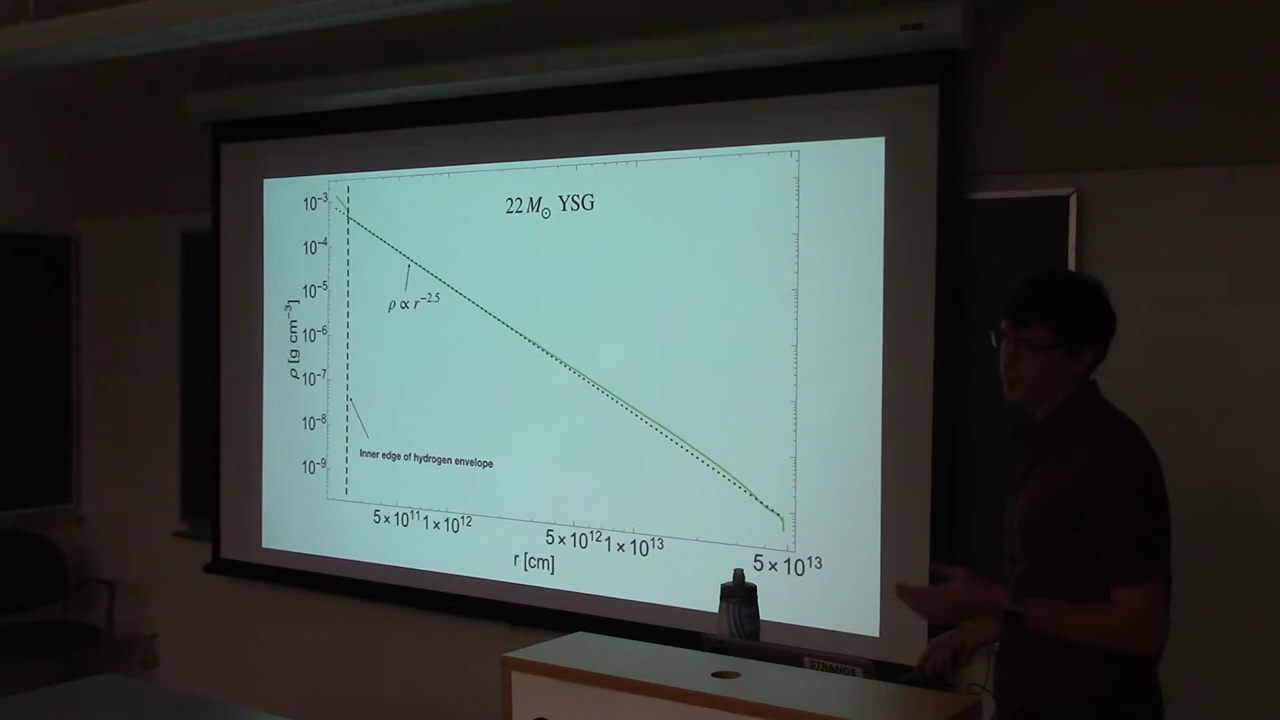 22 M☉ YSG
10⁻³
10⁻⁴
10⁻⁵
10⁻⁶
10⁻⁷
10⁻⁸
10⁻⁹
ρ [g cm⁻³]
ρ ∝ r⁻²·⁵
Inner edge of hydrogen envelope
5×10¹¹ 1×10¹² 5×10¹² 1×10¹³ 5×10¹³
r [cm]
STRANGE